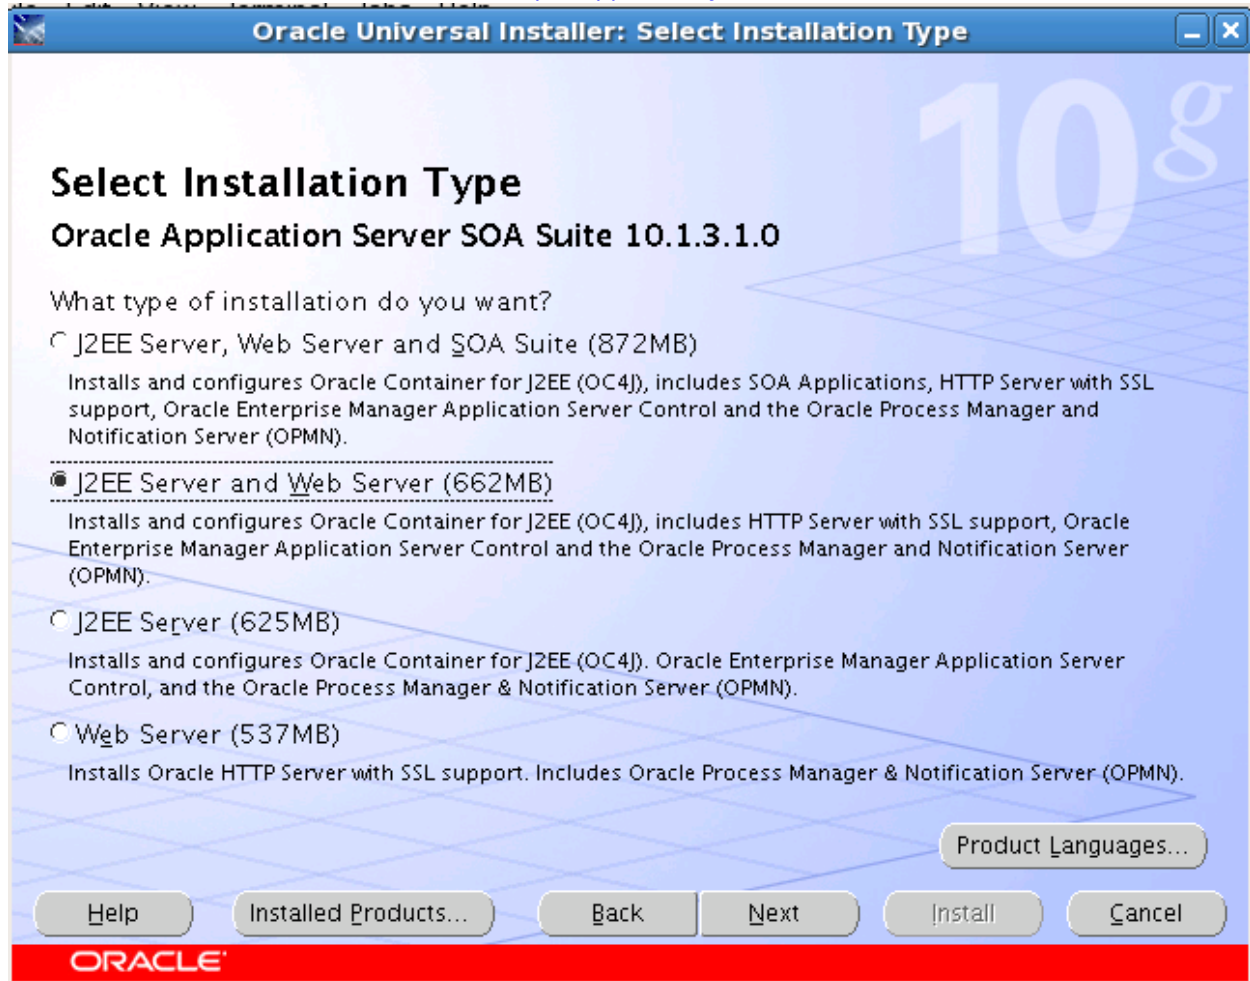 Oracle Universal Installer: Select Installation Type
10g
Select Installation Type
Oracle Application Server SOA Suite 10.1.3.1.0
What type of installation do you want?
J2EE Server, Web Server and SOA Suite (872MB)
Installs and configures Oracle Container for J2EE (OC4J), includes SOA Applications, HTTP Server with SSL
support, Oracle Enterprise Manager Application Server Control and the Oracle Process Manager and
Notification Server (OPMN).
J2EE Server and Web Server (662MB)
Installs and configures Oracle Container for J2EE (OC4J), includes HTTP Server with SSL support, Oracle
Enterprise Manager Application Server Control and the Oracle Process Manager and Notification Server
(OPMN).
J2EE Server (625MB)
Installs and configures Oracle Container for J2EE (OC4J). Oracle Enterprise Manager Application Server
Control, and the Oracle Process Manager & Notification Server (OPMN).
Web Server (537MB)
Installs Oracle HTTP Server with SSL support. Includes Oracle Process Manager & Notification Server (OPMN).
Product Languages...
Help Installed Products... Back Next Install Cancel
ORACLE